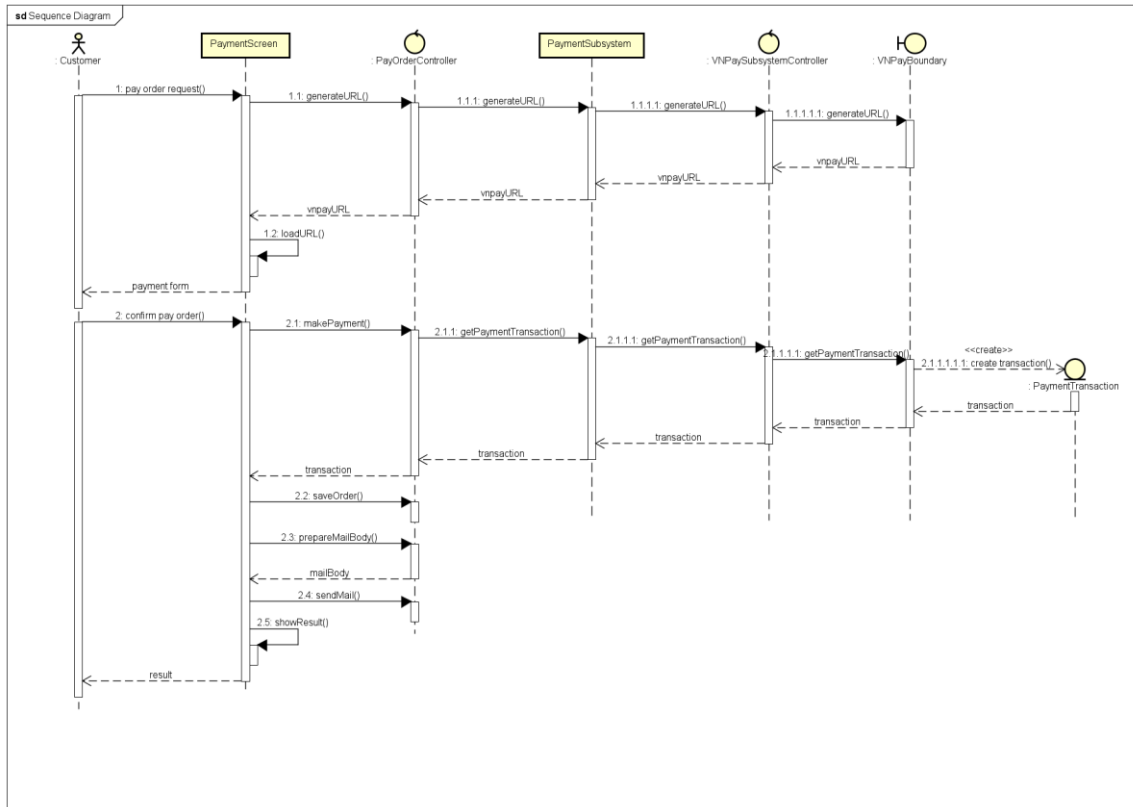 sd Sequence Diagram
: Customer
PaymentScreen
: PayOrderController
PaymentSubsystem
: VNPaySubsystemController
: VNPayBoundary
1: pay order request()
1.1: generateURL()
1.1.1: generateURL()
1.1.1.1: generateURL()
1.1.1.1.1: generateURL()
vnpayURL
vnpayURL
vnpayURL
vnpayURL
1.2: loadURL()
payment form
2: confirm pay order()
2.1: makePayment()
2.1.1: getPaymentTransaction()
2.1.1.1: getPaymentTransaction()
2.1.1.1.1: getPaymentTransaction()
<<create>>
2.1.1.1.1.1: create transaction()
: PaymentTransaction
transaction
transaction
transaction
transaction
transaction
2.2: saveOrder()
2.3: prepareMailBody()
mailBody
2.4: sendMail()
2.5: showResult()
result